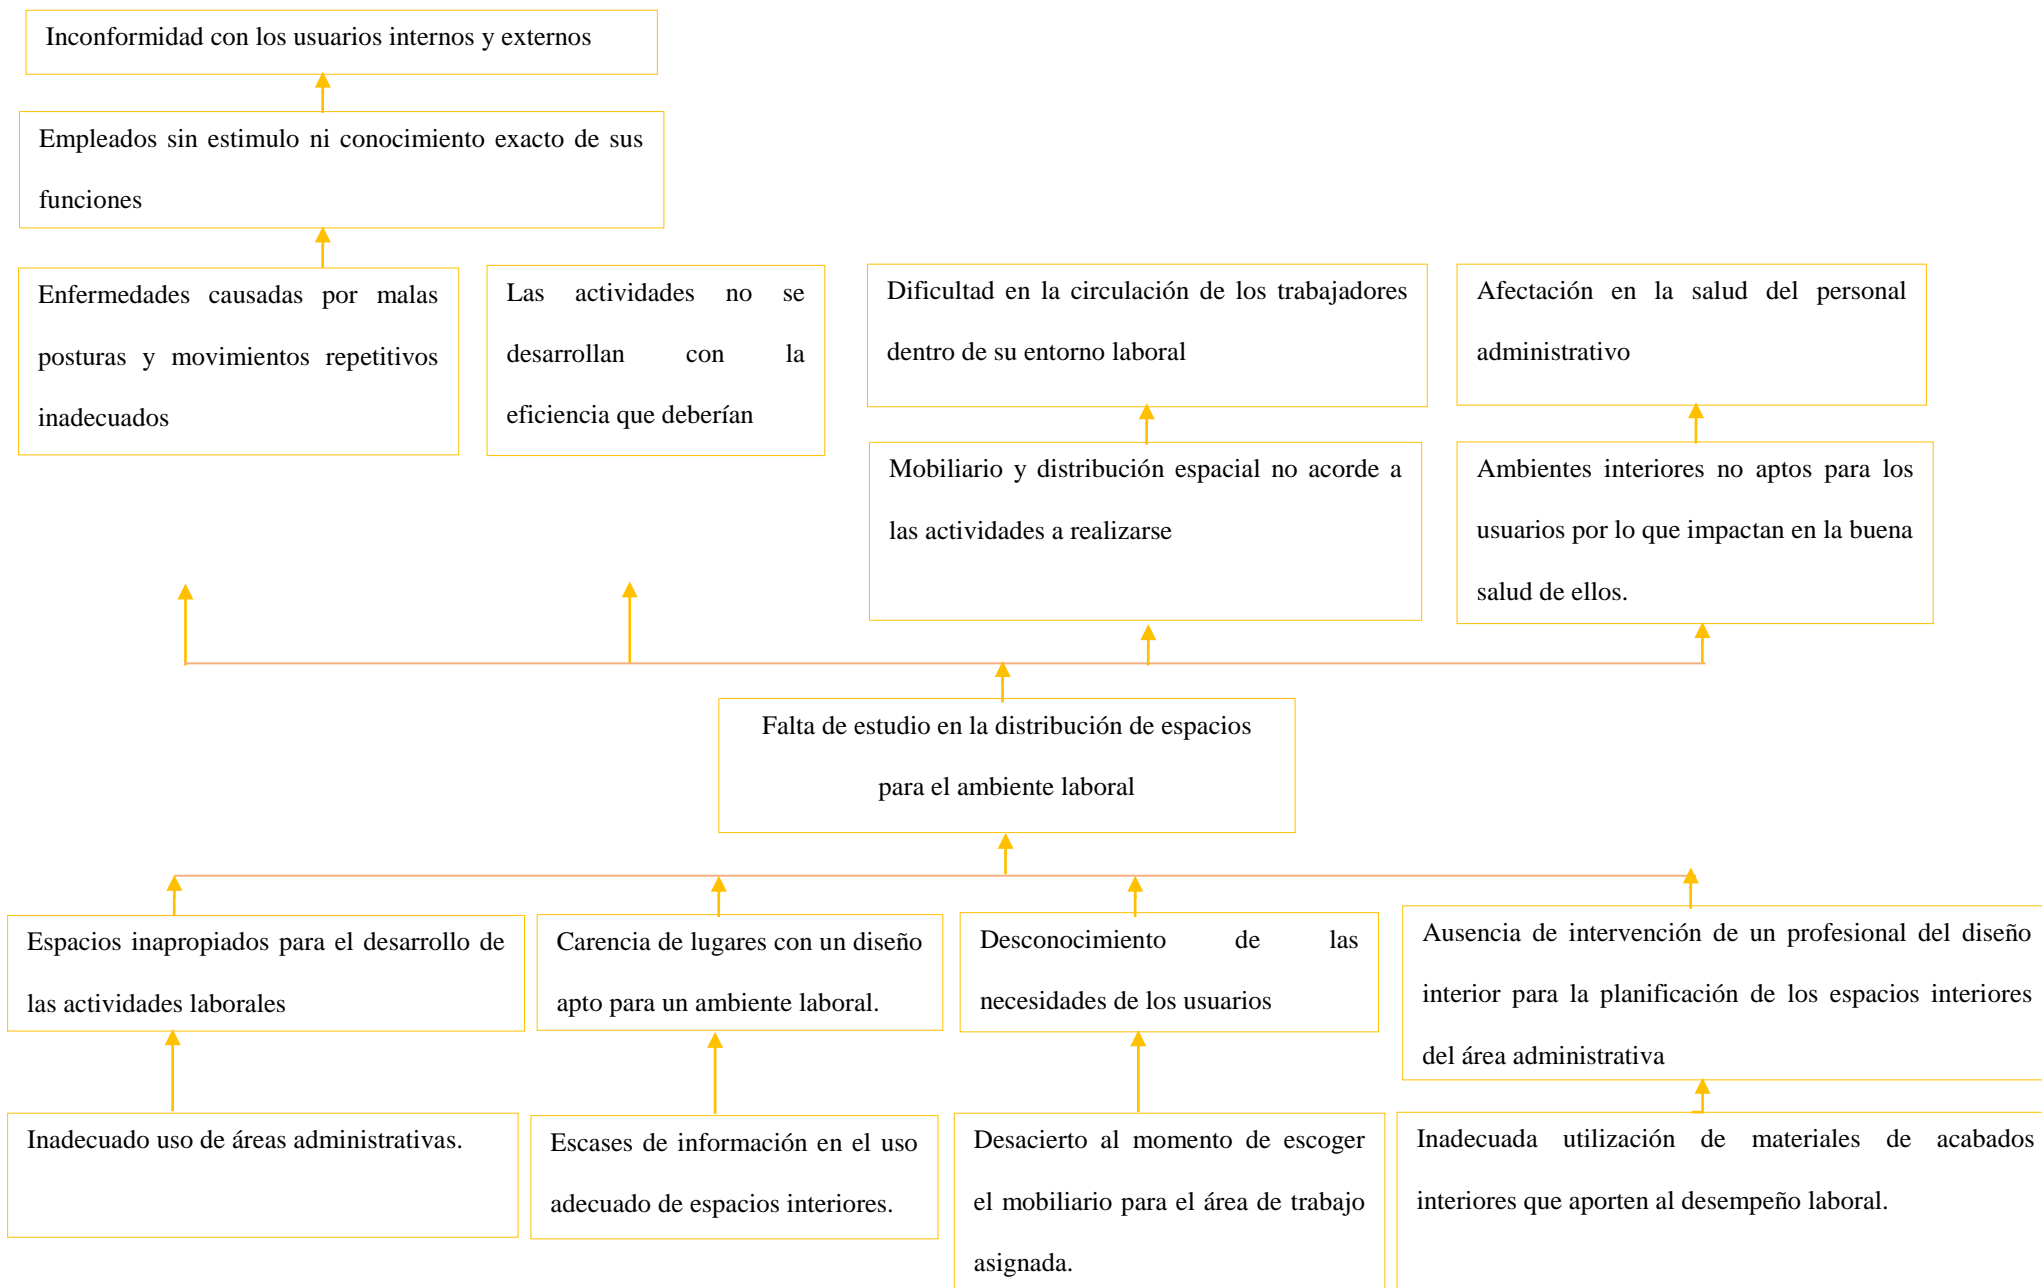 Inconformidad con los usuarios internos y externos
Empleados sin estimulo ni conocimiento exacto de sus
funciones
Enfermedades causadas por malas
posturas y movimientos repetitivos
inadecuados
Las actividades no se
desarrollan con la
eficiencia que deberían
Dificultad en la circulación de los trabajadores
dentro de su entorno laboral
Afectación en la salud del personal
administrativo
Mobiliario y distribución espacial no acorde a
las actividades a realizarse
Ambientes interiores no aptos para los
usuarios por lo que impactan en la buena
salud de ellos.
Falta de estudio en la distribución de espacios
para el ambiente laboral
Espacios inapropiados para el desarrollo de
las actividades laborales
Carencia de lugares con un diseño
apto para un ambiente laboral.
Desconocimiento de las
necesidades de los usuarios
Ausencia de intervención de un profesional del diseño
interior para la planificación de los espacios interiores
del área administrativa
Inadecuado uso de áreas administrativas.
Escases de información en el uso
adecuado de espacios interiores.
Desacierto al momento de escoger
el mobiliario para el área de trabajo
asignada.
Inadecuada utilización de materiales de acabados
interiores que aporten al desempeño laboral.